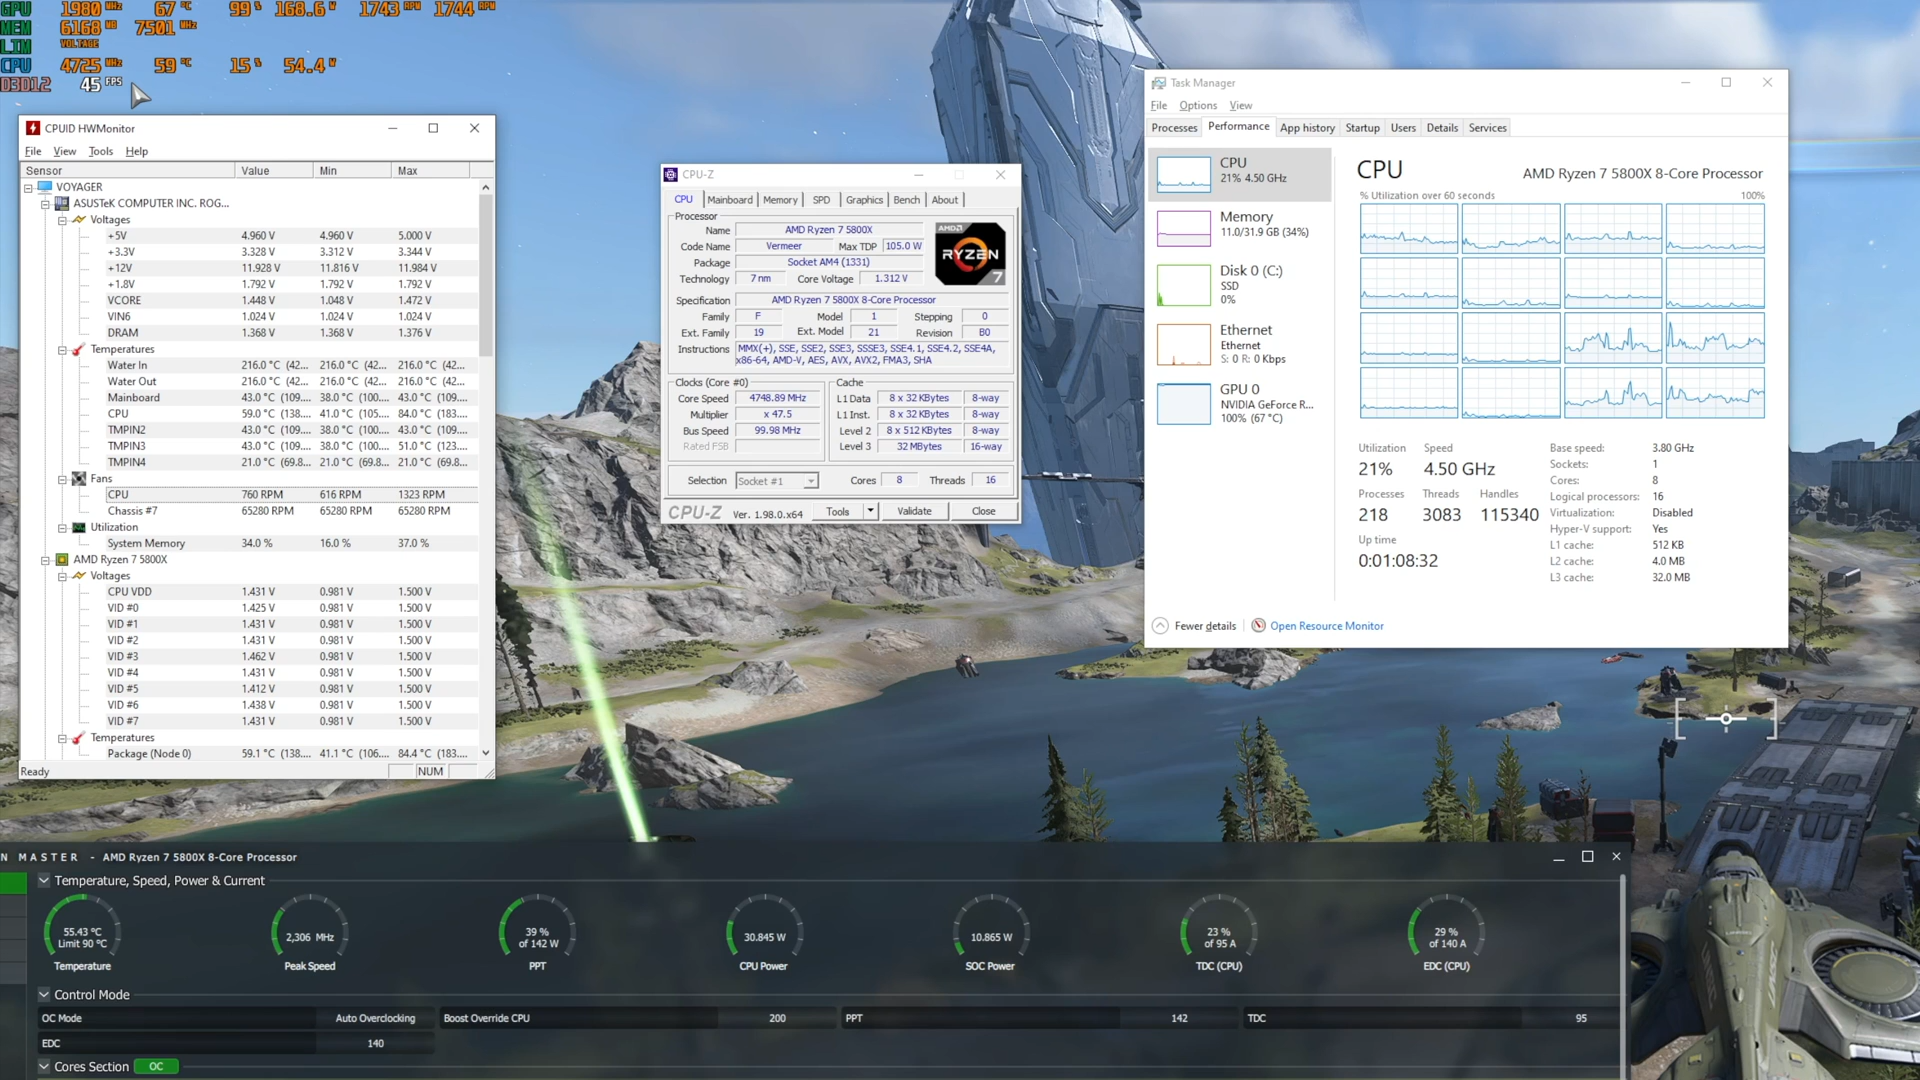 GPU 1980 MHz 67 °C 99 % 168.6 W 1743 RPM 1744 RPM
MEM 6168 MB 7501 MHz
LIM VOLTAGE
CPU 4725 MHz 59 °C 15 % 54.4 W
D3D12 45 FPS
CPUID HWMonitor
File View Tools Help
Sensor Value Min Max
VOYAGER
ASUSTeK COMPUTER INC. ROG...
Voltages
+5V 4.960 V 4.960 V 5.000 V
+3.3V 3.328 V 3.312 V 3.344 V
+12V 11.928 V 11.816 V 11.984 V
+1.8V 1.792 V 1.792 V 1.792 V
VCORE 1.448 V 1.048 V 1.472 V
VIN6 1.024 V 1.024 V 1.024 V
DRAM 1.368 V 1.368 V 1.376 V
Temperatures
Water In 216.0 °C (42... 216.0 °C (42... 216.0 °C (42...
Water Out 216.0 °C (42... 216.0 °C (42... 216.0 °C (42...
Mainboard 43.0 °C (109.... 38.0 °C (100.... 43.0 °C (109....
CPU 59.0 °C (138.... 41.0 °C (105.... 84.0 °C (183....
TMPIN2 43.0 °C (109.... 38.0 °C (100.... 43.0 °C (109....
TMPIN3 43.0 °C (109.... 38.0 °C (100.... 51.0 °C (123....
TMPIN4 21.0 °C (69.8... 21.0 °C (69.8... 21.0 °C (69.8...
Fans
CPU 760 RPM 616 RPM 1323 RPM
Chassis #7 65280 RPM 65280 RPM 65280 RPM
Utilization
System Memory 34.0 % 16.0 % 37.0 %
AMD Ryzen 7 5800X
Voltages
CPU VDD 1.431 V 0.981 V 1.500 V
VID #0 1.425 V 0.981 V 1.500 V
VID #1 1.431 V 0.981 V 1.500 V
VID #2 1.431 V 0.981 V 1.500 V
VID #3 1.462 V 0.981 V 1.500 V
VID #4 1.431 V 0.981 V 1.500 V
VID #5 1.412 V 0.981 V 1.500 V
VID #6 1.438 V 0.981 V 1.500 V
VID #7 1.431 V 0.981 V 1.500 V
Temperatures
Package (Node 0) 59.1 °C (138.... 41.1 °C (106.... 84.4 °C (183....
Ready NUM
CPU-Z
CPU Mainboard Memory SPD Graphics Bench About
Processor
Name AMD Ryzen 7 5800X
Code Name Vermeer Max TDP 105.0 W
Package Socket AM4 (1331)
Technology 7 nm Core Voltage 1.312 V
AMD
RYZEN
7
Specification AMD Ryzen 7 5800X 8-Core Processor
Family F Model 1 Stepping 0
Ext. Family 19 Ext. Model 21 Revision B0
Instructions MMX(+), SSE, SSE2, SSE3, SSSE3, SSE4.1, SSE4.2, SSE4A,
x86-64, AMD-V, AES, AVX, AVX2, FMA3, SHA
Clocks (Core #0) Cache
Core Speed 4748.89 MHz L1 Data 8 x 32 KBytes 8-way
Multiplier x 47.5 L1 Inst. 8 x 32 KBytes 8-way
Bus Speed 99.98 MHz Level 2 8 x 512 KBytes 8-way
Rated FSB Level 3 32 MBytes 16-way
Selection Socket #1 Cores 8 Threads 16
CPU-Z Ver. 1.98.0.x64 Tools Validate Close
Task Manager
File Options View
Processes Performance App history Startup Users Details Services
CPU
21% 4.50 GHz
Memory
11.0/31.9 GB (34%)
Disk 0 (C:)
SSD
0%
Ethernet
Ethernet
S: 0 R: 0 Kbps
GPU 0
NVIDIA GeForce R...
100% (67 °C)
CPU AMD Ryzen 7 5800X 8-Core Processor
% Utilization over 60 seconds 100%
Utilization Speed
21% 4.50 GHz
Processes Threads Handles
218 3083 115340
Up time
0:01:08:32
Base speed: 3.80 GHz
Sockets: 1
Cores: 8
Logical processors: 16
Virtualization: Disabled
Hyper-V support: Yes
L1 cache: 512 KB
L2 cache: 4.0 MB
L3 cache: 32.0 MB
Fewer details Open Resource Monitor
N MASTER - AMD Ryzen 7 5800X 8-Core Processor
Temperature, Speed, Power & Current
55.43 °C
Limit 90 °C
Temperature
2,306 MHz
Peak Speed
39 %
of 142 W
PPT
30.845 W
CPU Power
10.865 W
SOC Power
23 %
of 95 A
TDC (CPU)
29 %
of 140 A
EDC (CPU)
Control Mode
OC Mode Auto Overclocking Boost Override CPU 200 PPT 142 TDC 95
EDC 140
Cores Section OC